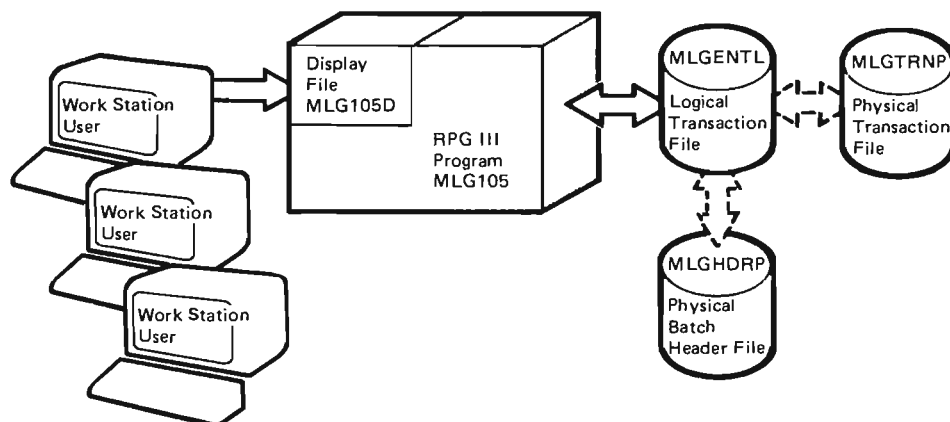 Work Station
User
Work Station
User
Work Station
User
Display
File
MLG105D
RPG III
Program
MLG105
MLGENTL
Logical
Transaction
File
MLGTRNP
Physical
Transaction
File
MLGHDRP
Physical
Batch
Header File